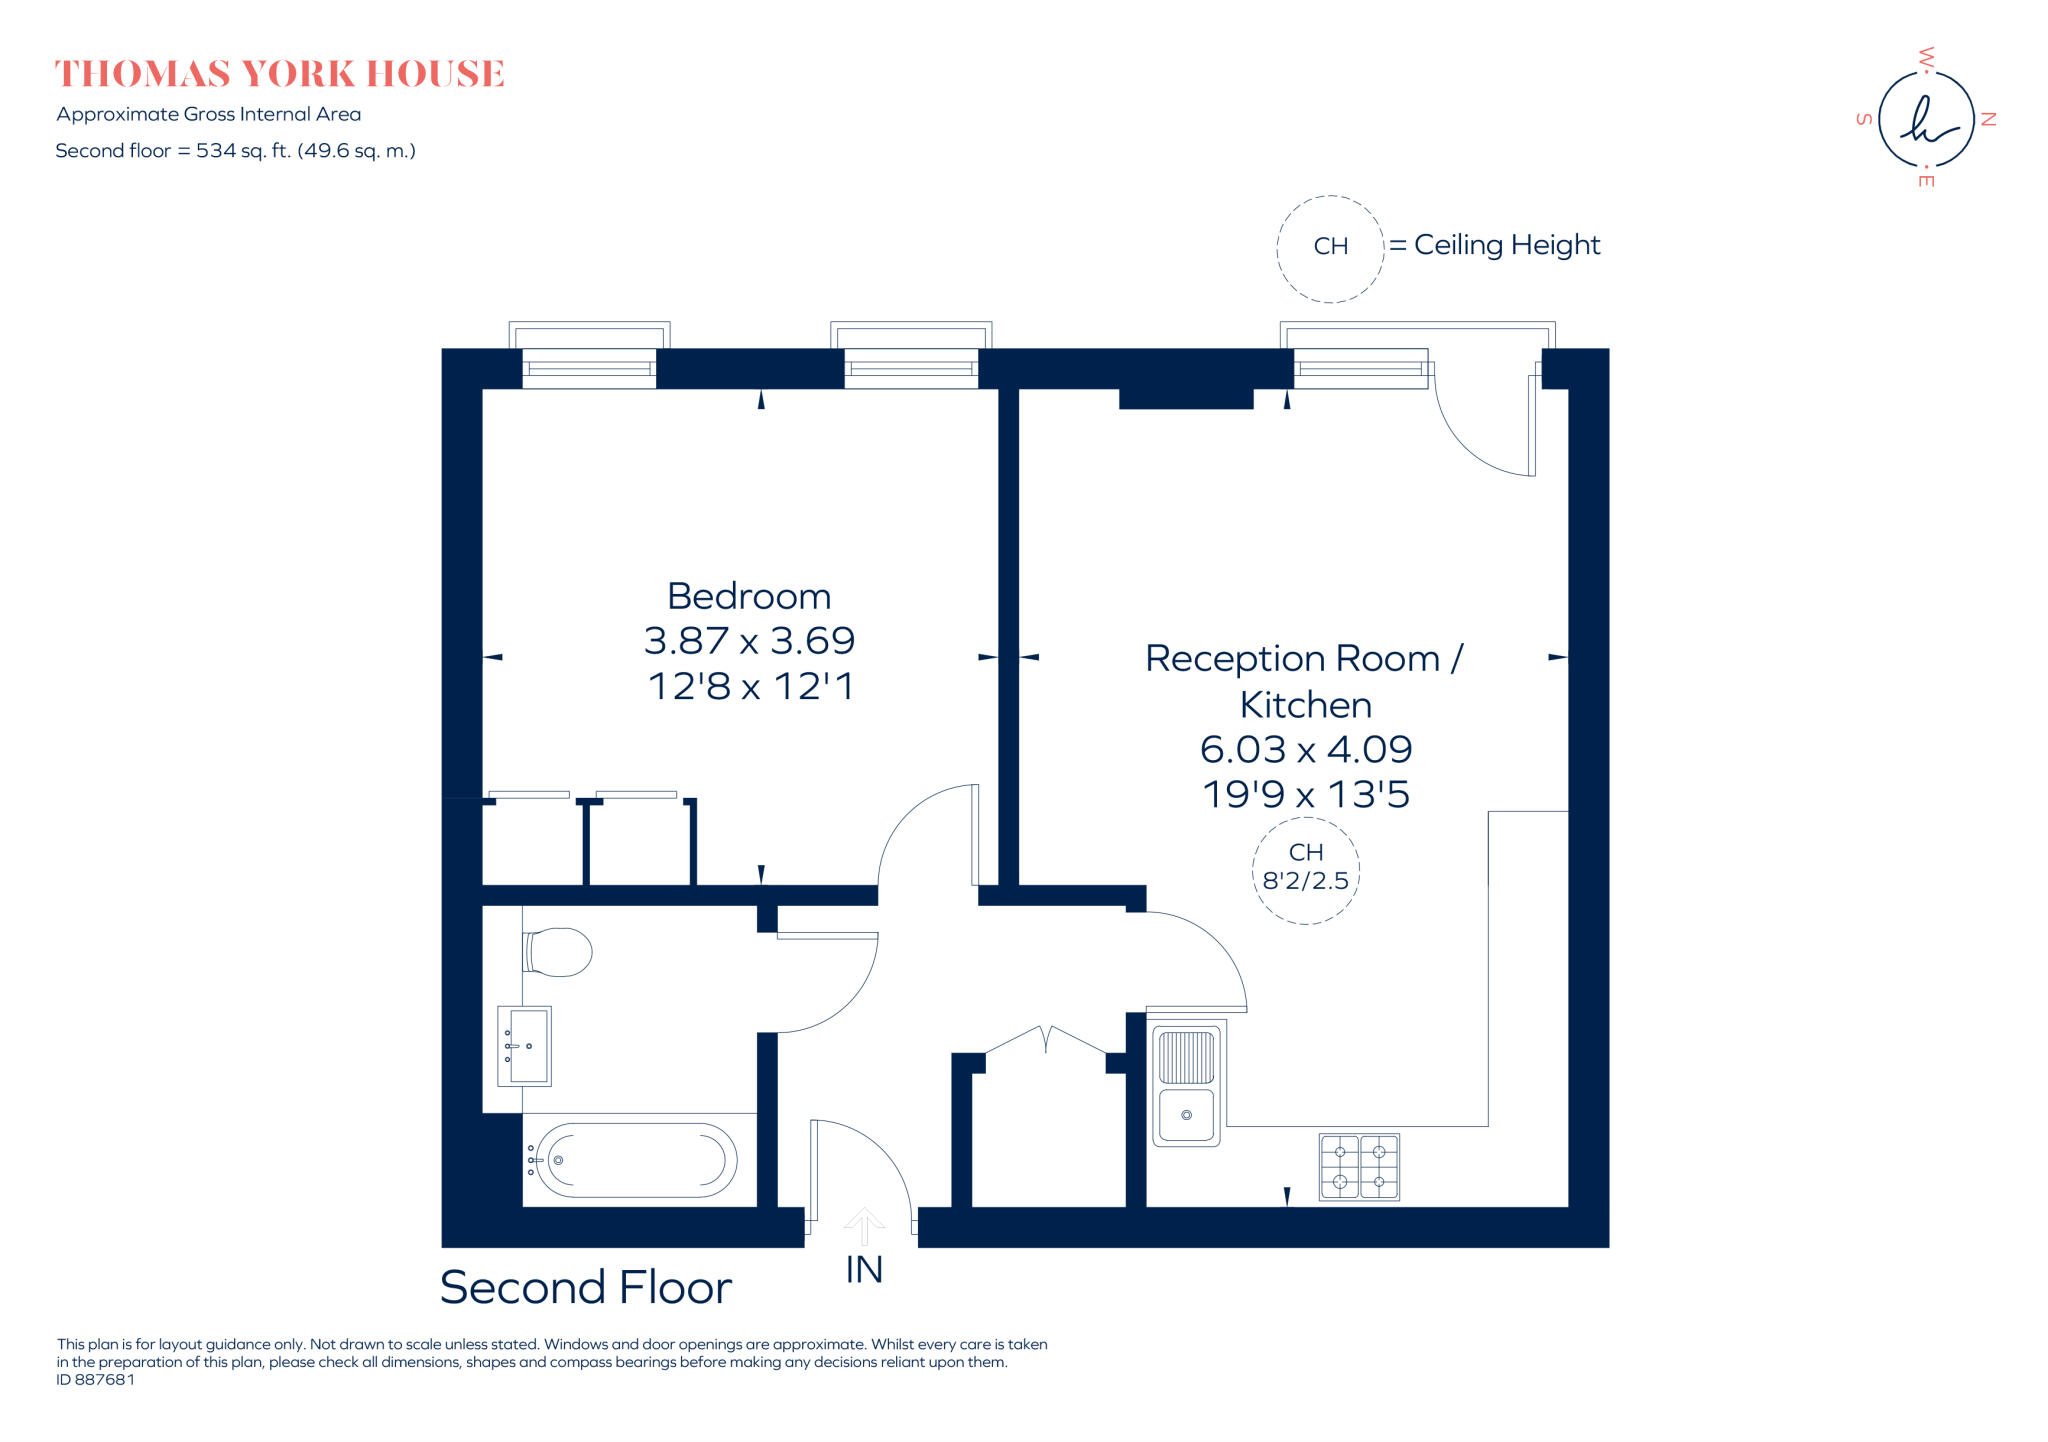 THOMAS YORK HOUSE
Approximate Gross Internal Area
Second floor = 534 sq. ft. (49.6 sq. m.)
W
S
N
E
CH
= Ceiling Height
Bedroom
3.87 x 3.69
12'8 x 12'1
Reception Room /
Kitchen
6.03 x 4.09
19'9 x 13'5
CH
8'2/2.5
IN
Second Floor
This plan is for layout guidance only. Not drawn to scale unless stated. Windows and door openings are approximate. Whilst every care is taken
in the preparation of this plan, please check all dimensions, shapes and compass bearings before making any decisions reliant upon them.
ID 887681